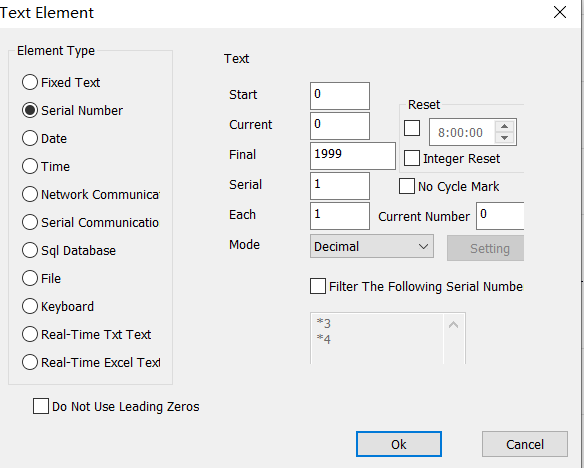 Text Element
Element Type
Fixed Text
Serial Number
Date
Time
Network Communicat
Serial Communicatio
Sql Database
File
Keyboard
Real-Time Txt Text
Real-Time Excel Text
Do Not Use Leading Zeros
Text
Start 0
Current 0
Final 1999
Serial 1
Each 1
Mode Decimal
Reset
8:00:00
Integer Reset
No Cycle Mark
Current Number 0
Setting
Filter The Following Serial Numbe
*3
*4
Ok Cancel